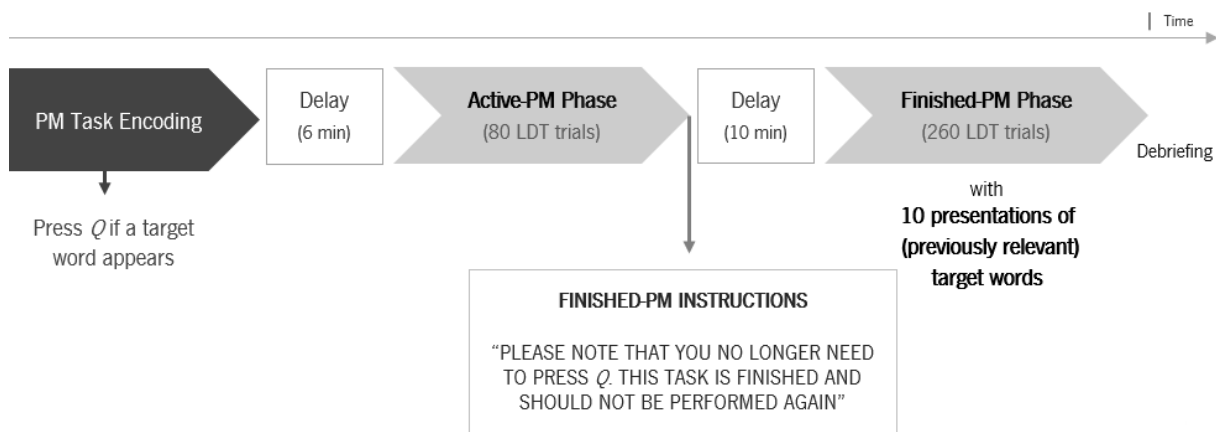 Time
PM Task Encoding
Delay
(6 min)
Active-PM Phase
(80 LDT trials)
Delay
(10 min)
Finished-PM Phase
(260 LDT trials)
Debriefing
Press Q if a target
word appears
with
10 presentations of
(previously relevant)
target words
FINISHED-PM INSTRUCTIONS
“PLEASE NOTE THAT YOU NO LONGER NEED
TO PRESS Q. THIS TASK IS FINISHED AND
SHOULD NOT BE PERFORMED AGAIN”